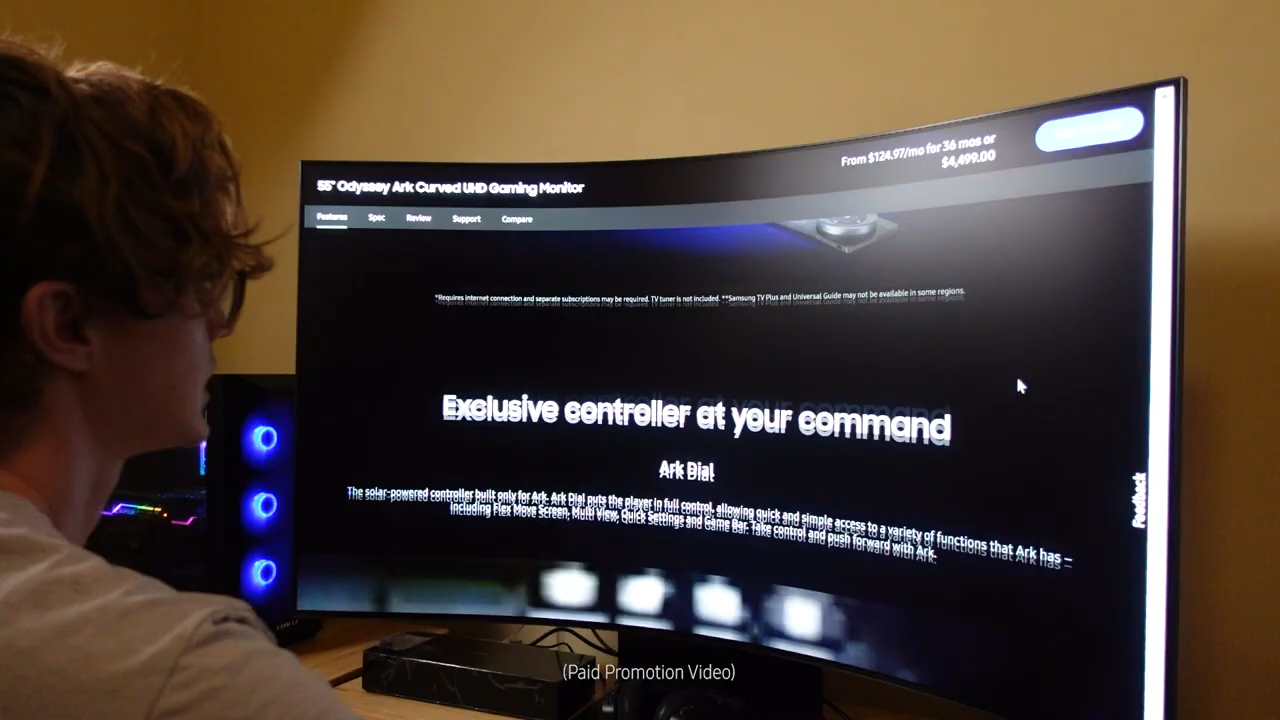 From $124.97/mo for 36 mos or
$4,499.00
55" Odyssey Ark Curved UHD Gaming Monitor
Features Spec Review Support Compare
*Requires internet connection and separate subscriptions may be required. TV tuner is not included. **Samsung TV Plus and Universal Guide may not be available in some regions.
Exclusive controller at your command
Ark Dial
The solar-powered controller built only for Ark. Ark Dial puts the player in full control, allowing quick and simple access to a variety of functions that Ark has –
including Flex Move Screen, Multi View, Quick Settings and Game Bar. Take control and push forward with Ark.
Feedback
(Paid Promotion Video)